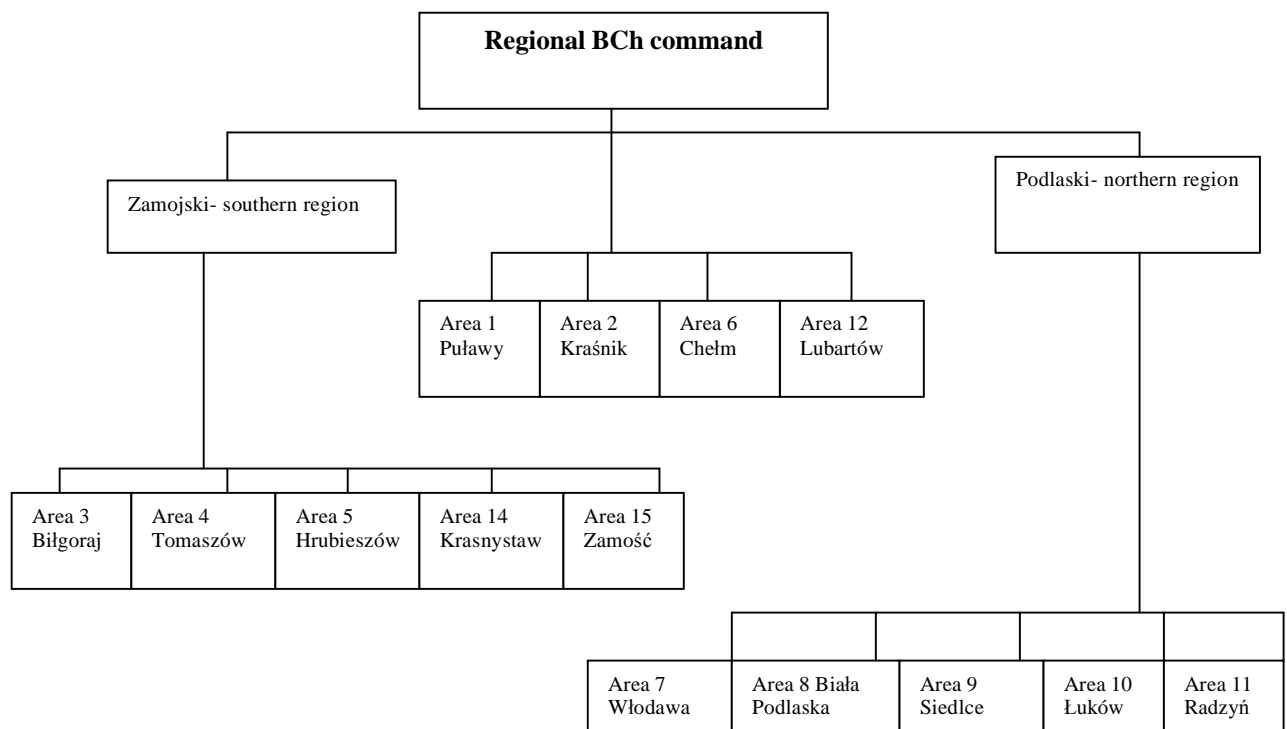 Regional BCh command
Zamojski- southern region
Podlaski- northern region
Area 1
Puławy
Area 2
Kraśnik
Area 6
Chełm
Area 12
Lubartów
Area 3
Biłgoraj
Area 4
Tomaszów
Area 5
Hrubieszów
Area 14
Krasnystaw
Area 15
Zamość
Area 7
Włodawa
Area 8 Biała
Podlaska
Area 9
Siedlce
Area 10
Łuków
Area 11
Radzyń